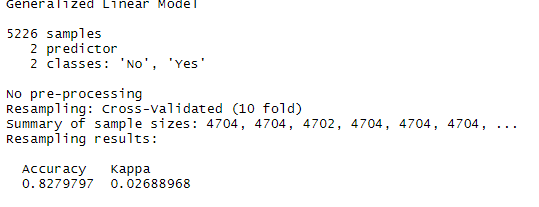 Generalized Linear Model
5226 samples
2 predictor
2 classes: 'No', 'Yes'
No pre-processing
Resampling: Cross-Validated (10 fold)
Summary of sample sizes: 4704, 4704, 4702, 4704, 4704, 4704, ...
Resampling results:
Accuracy Kappa
0.8279797 0.02688968